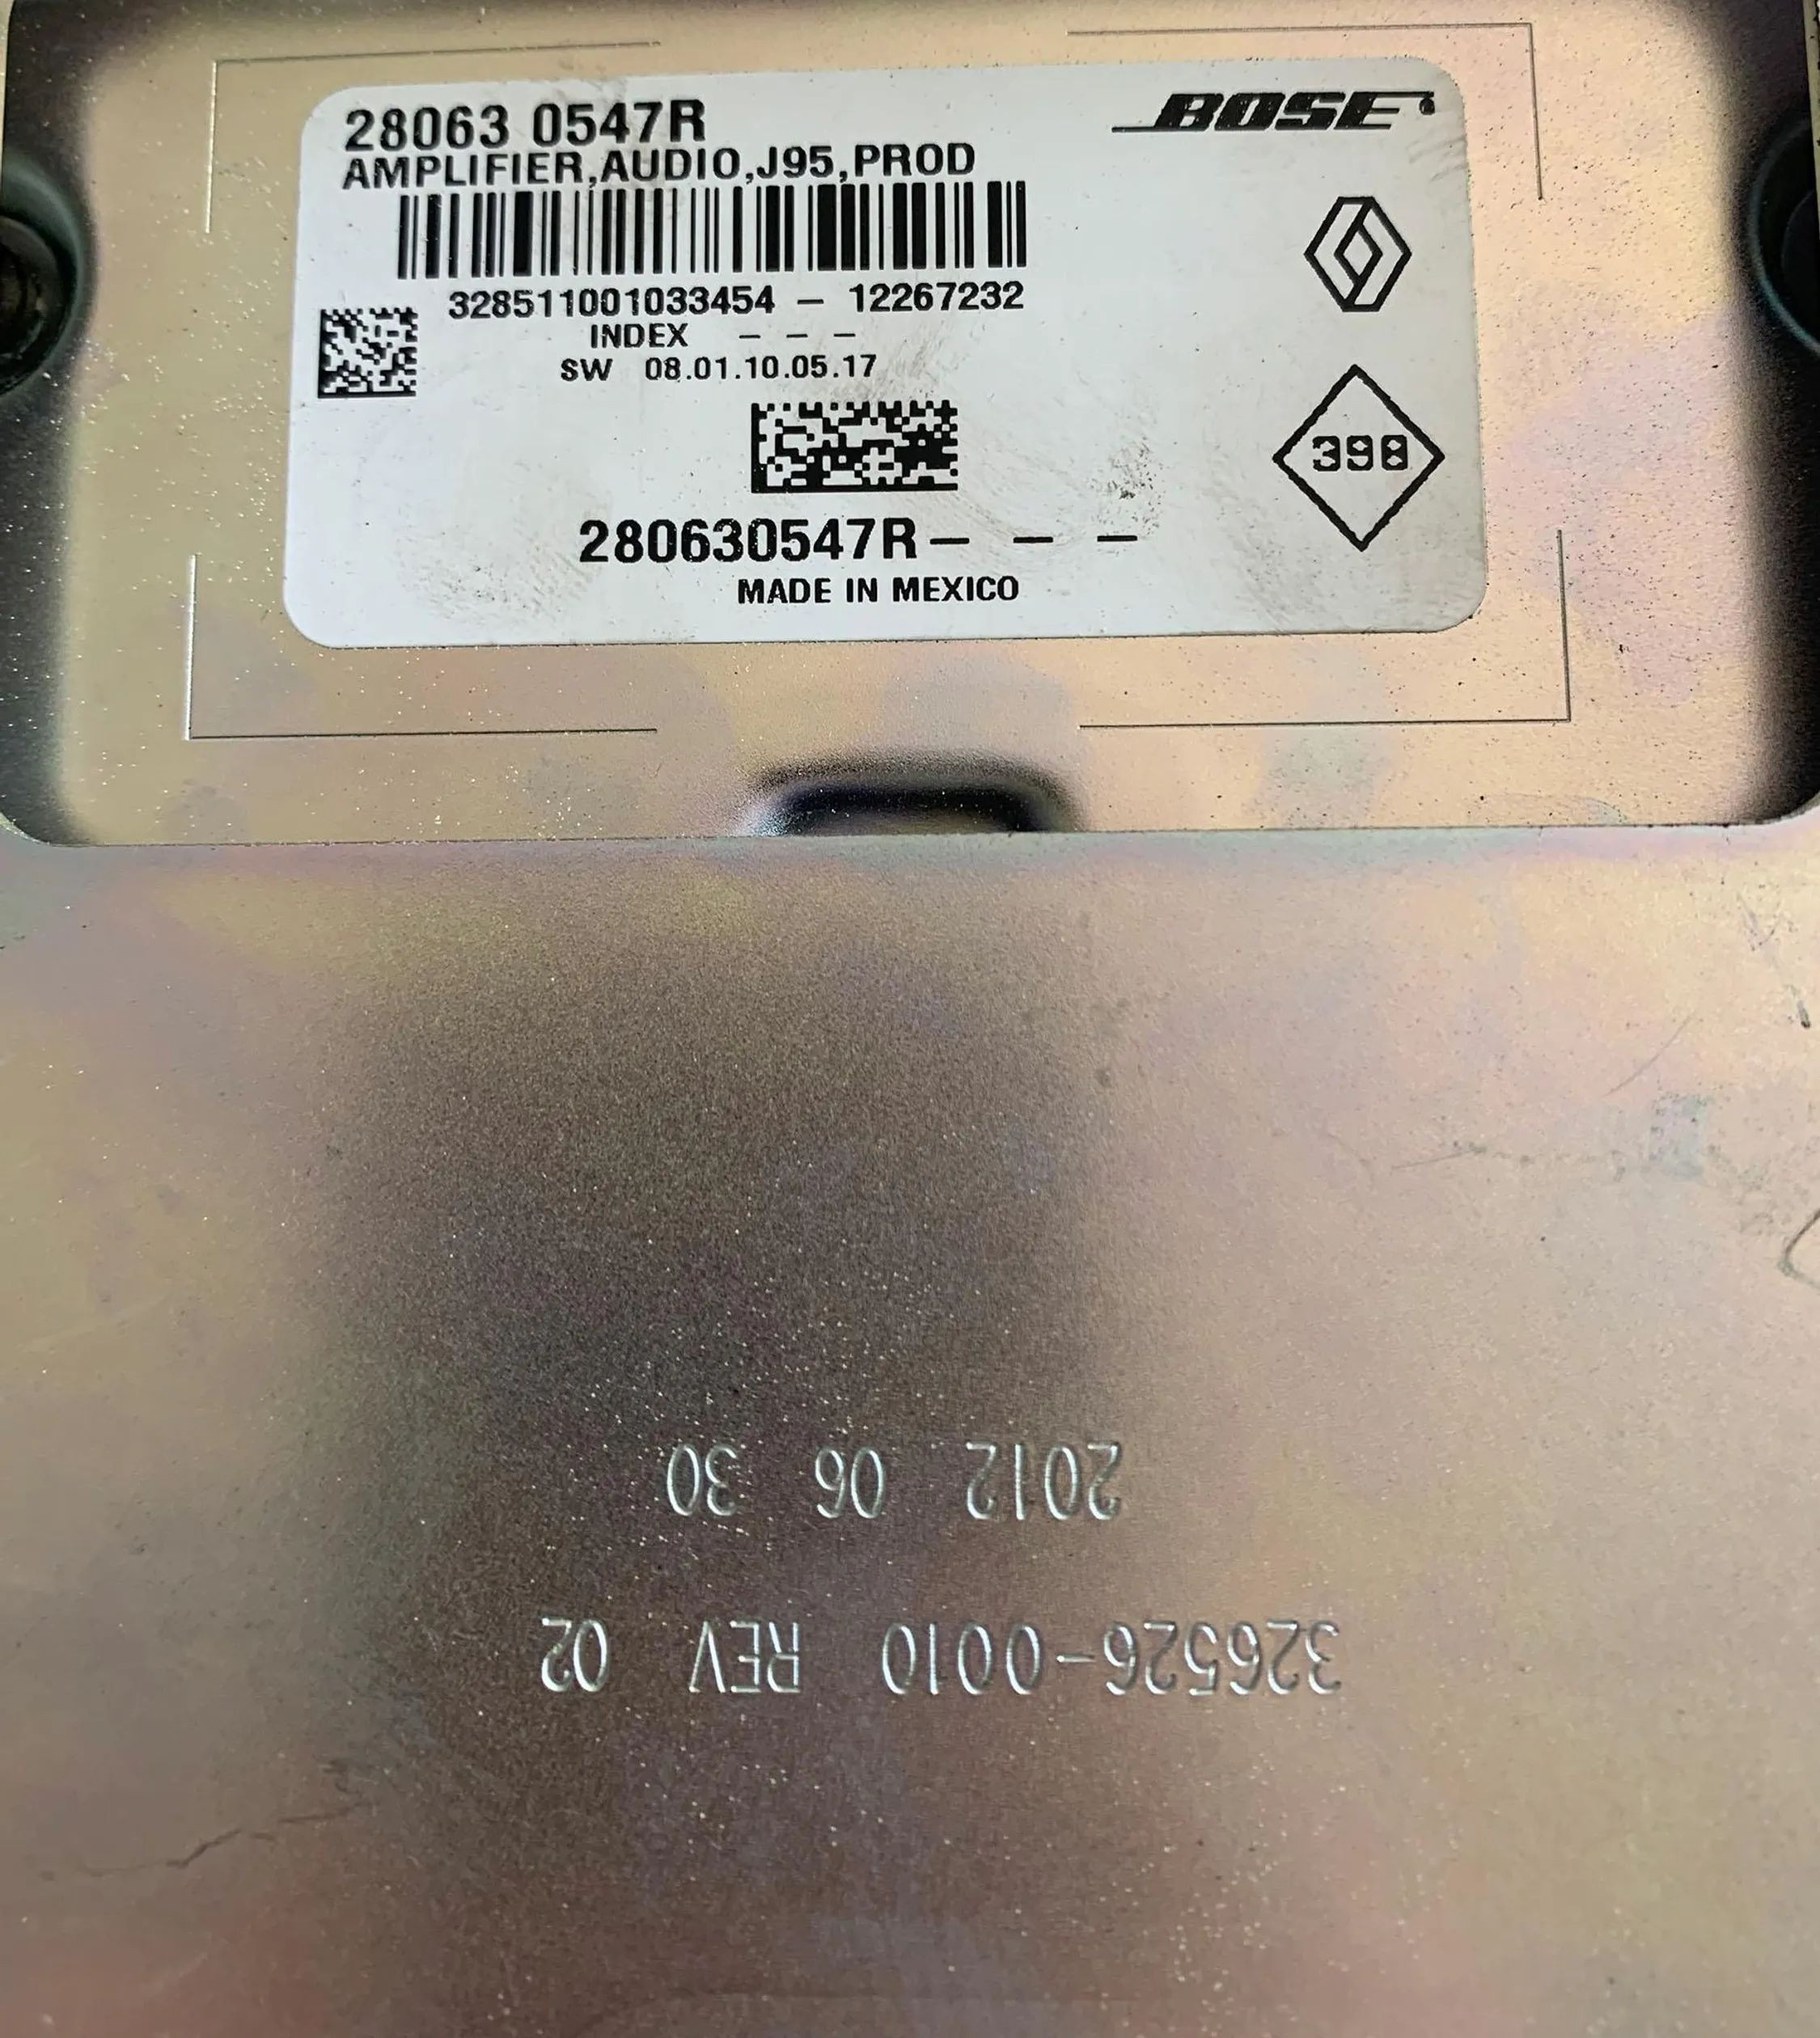 28063 0547R
BOSE
AMPLIFIER,AUDIO,J95,PROD
328511001033454 - 12267232
INDEX - - -
SW 08.01.10.05.17
398
280630547R- - -
MADE IN MEXICO
326526-0010 REV 02
2012 06 30